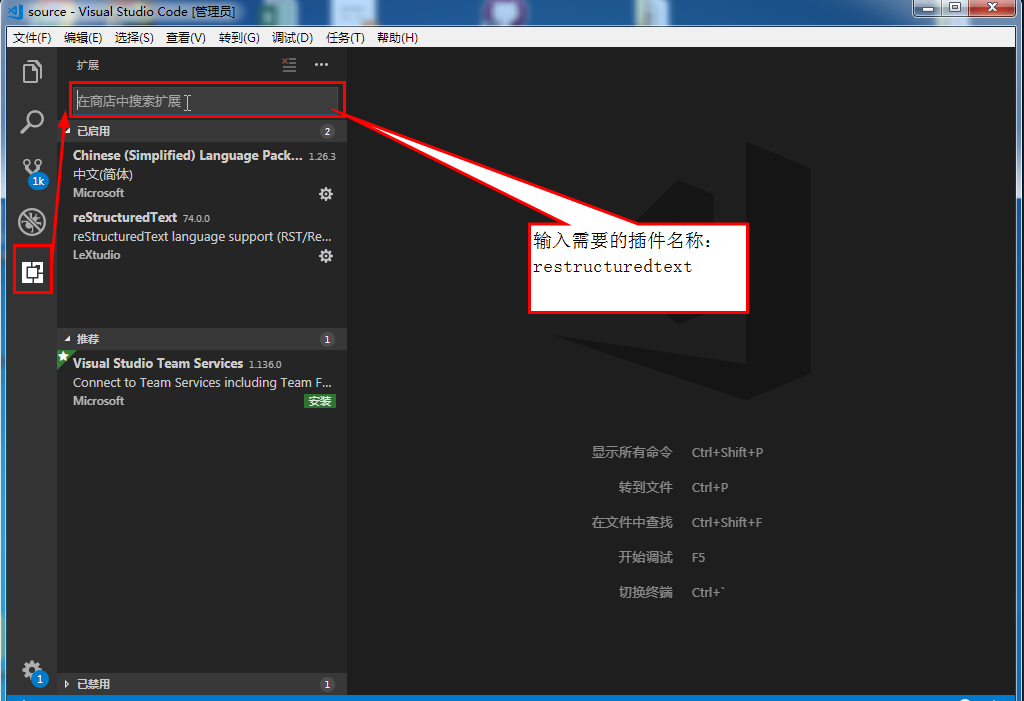 source - Visual Studio Code [管理员]
文件(F) 编辑(E) 选择(S) 查看(V) 转到(G) 调试(D) 任务(T) 帮助(H)
扩展
在商店中搜索扩展
已启用 2
Chinese (Simplified) Language Pack... 1.26.3
中文(简体)
Microsoft
1k
reStructuredText 74.0.0
reStructuredText language support (RST/Re...
LeXtudio
输入需要的插件名称：
restructuredtext
推荐 1
Visual Studio Team Services 1.136.0
Connect to Team Services including Team F...
Microsoft 安装
显示所有命令 Ctrl+Shift+P
转到文件 Ctrl+P
在文件中查找 Ctrl+Shift+F
开始调试 F5
切换终端 Ctrl+`
1
已禁用 1